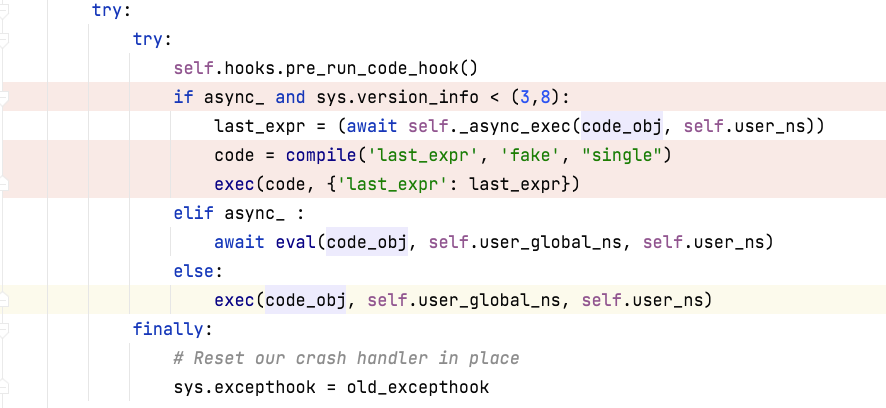 try:
    try:
        self.hooks.pre_run_code_hook()
        if async_ and sys.version_info < (3,8):
            last_expr = (await self._async_exec(code_obj, self.user_ns))
            code = compile('last_expr', 'fake', "single")
            exec(code, {'last_expr': last_expr})
        elif async_ :
            await eval(code_obj, self.user_global_ns, self.user_ns)
        else:
            exec(code_obj, self.user_global_ns, self.user_ns)
    finally:
        # Reset our crash handler in place
        sys.excepthook = old_excepthook